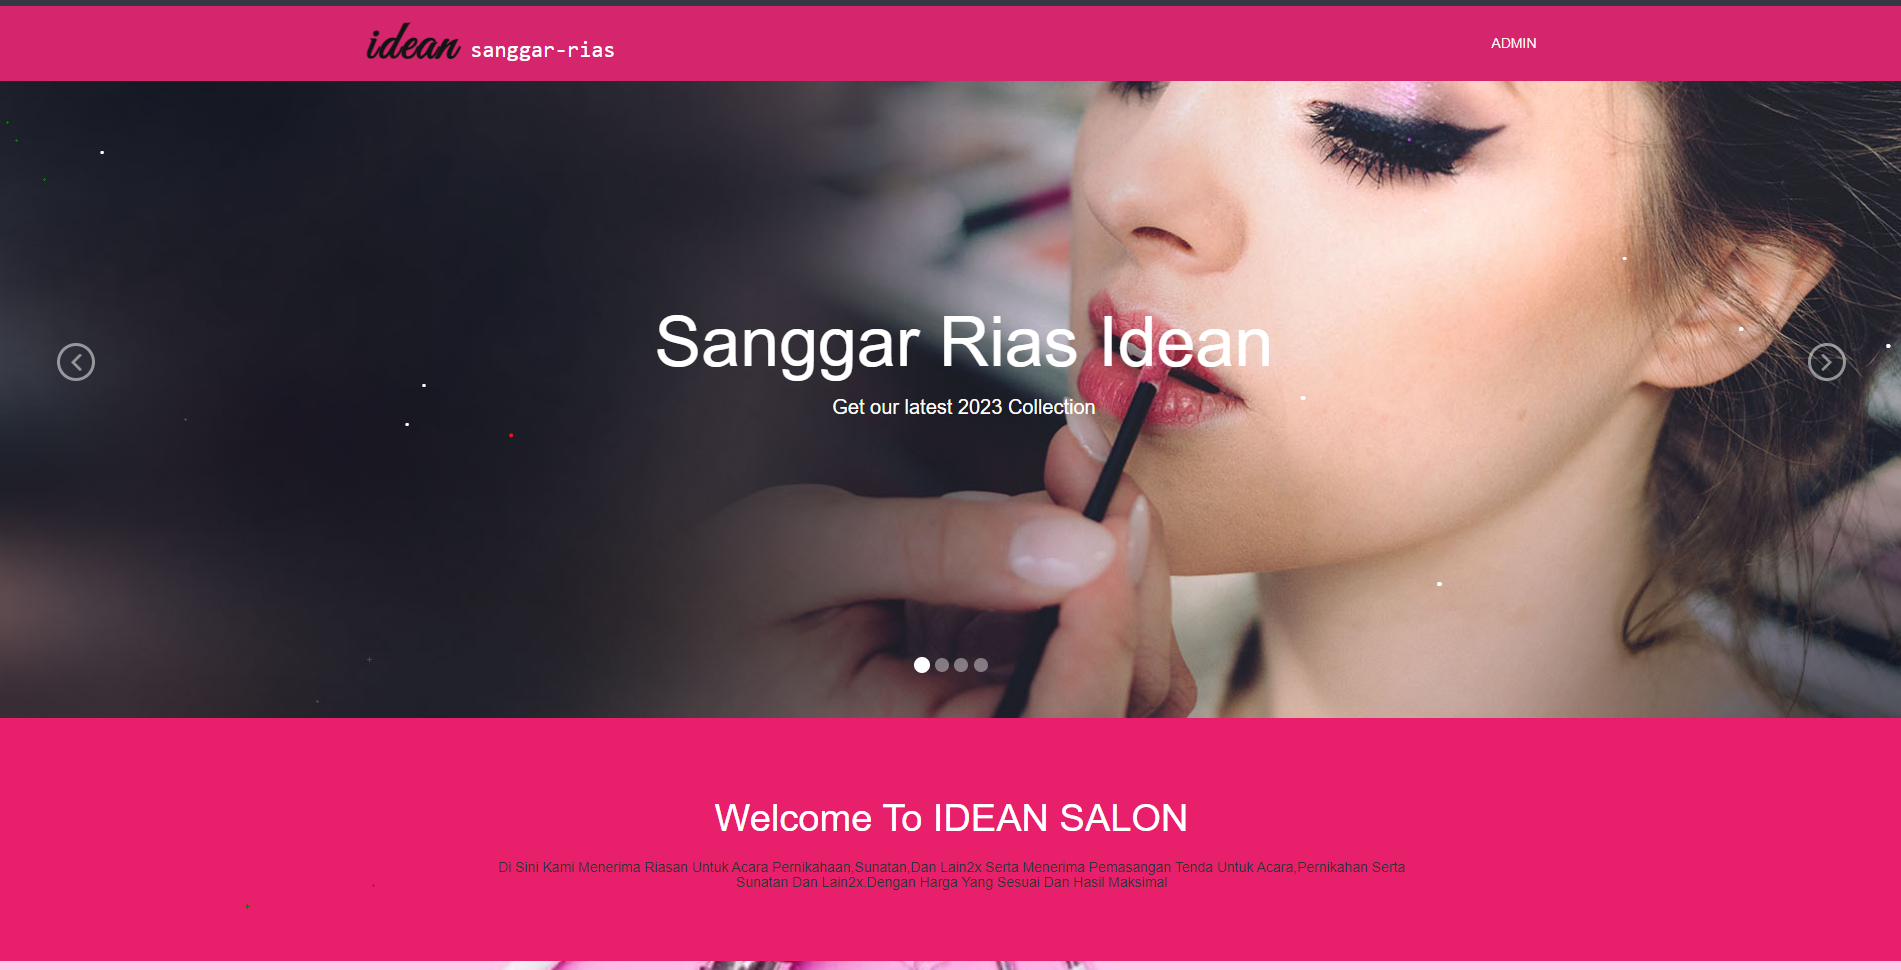 idean sanggar-rias
ADMIN
Sanggar Rias Idean
Get our latest 2023 Collection
Welcome To IDEAN SALON
Di Sini Kami Menerima Riasan Untuk Acara Pernikahaan,Sunatan,Dan Lain2x Serta Menerima Pemasangan Tenda Untuk Acara,Pernikahan Serta
Sunatan Dan Lain2x.Dengan Harga Yang Sesuai Dan Hasil Maksimal